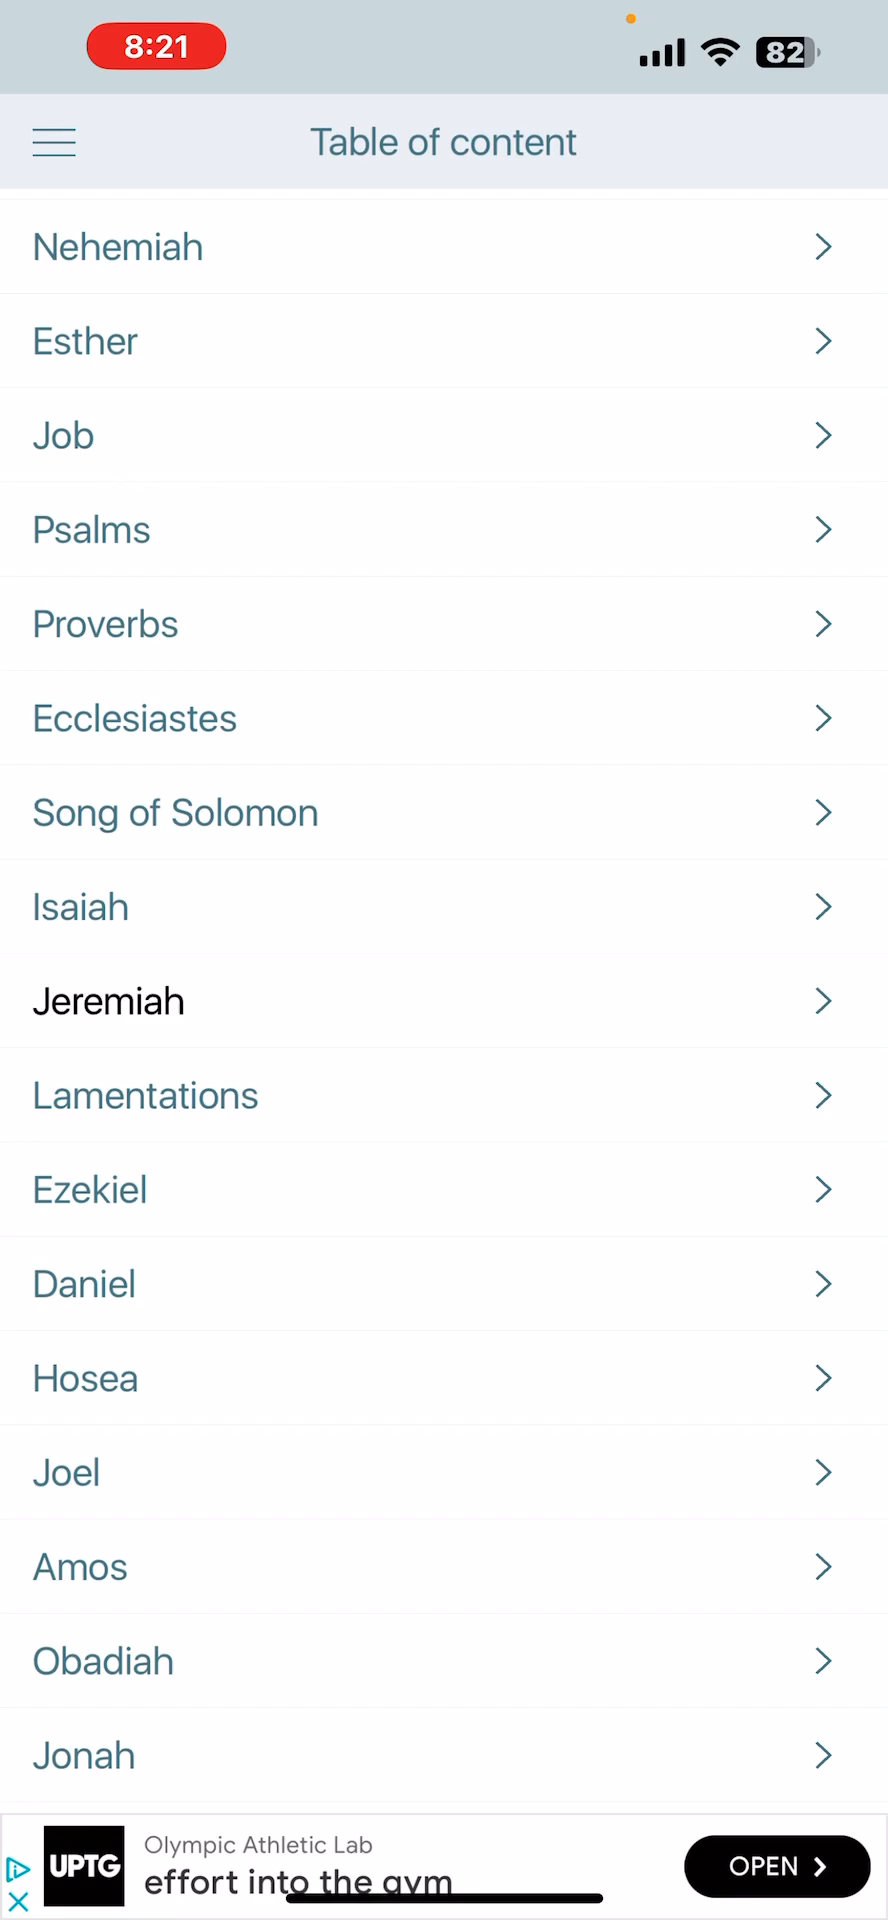 8:21
82
Table of content
Nehemiah
Esther
Job
Psalms
Proverbs
Ecclesiastes
Song of Solomon
Isaiah
Jeremiah
Lamentations
Ezekiel
Daniel
Hosea
Joel
Amos
Obadiah
Jonah
UPTG
Olympic Athletic Lab
effort into the gym
OPEN